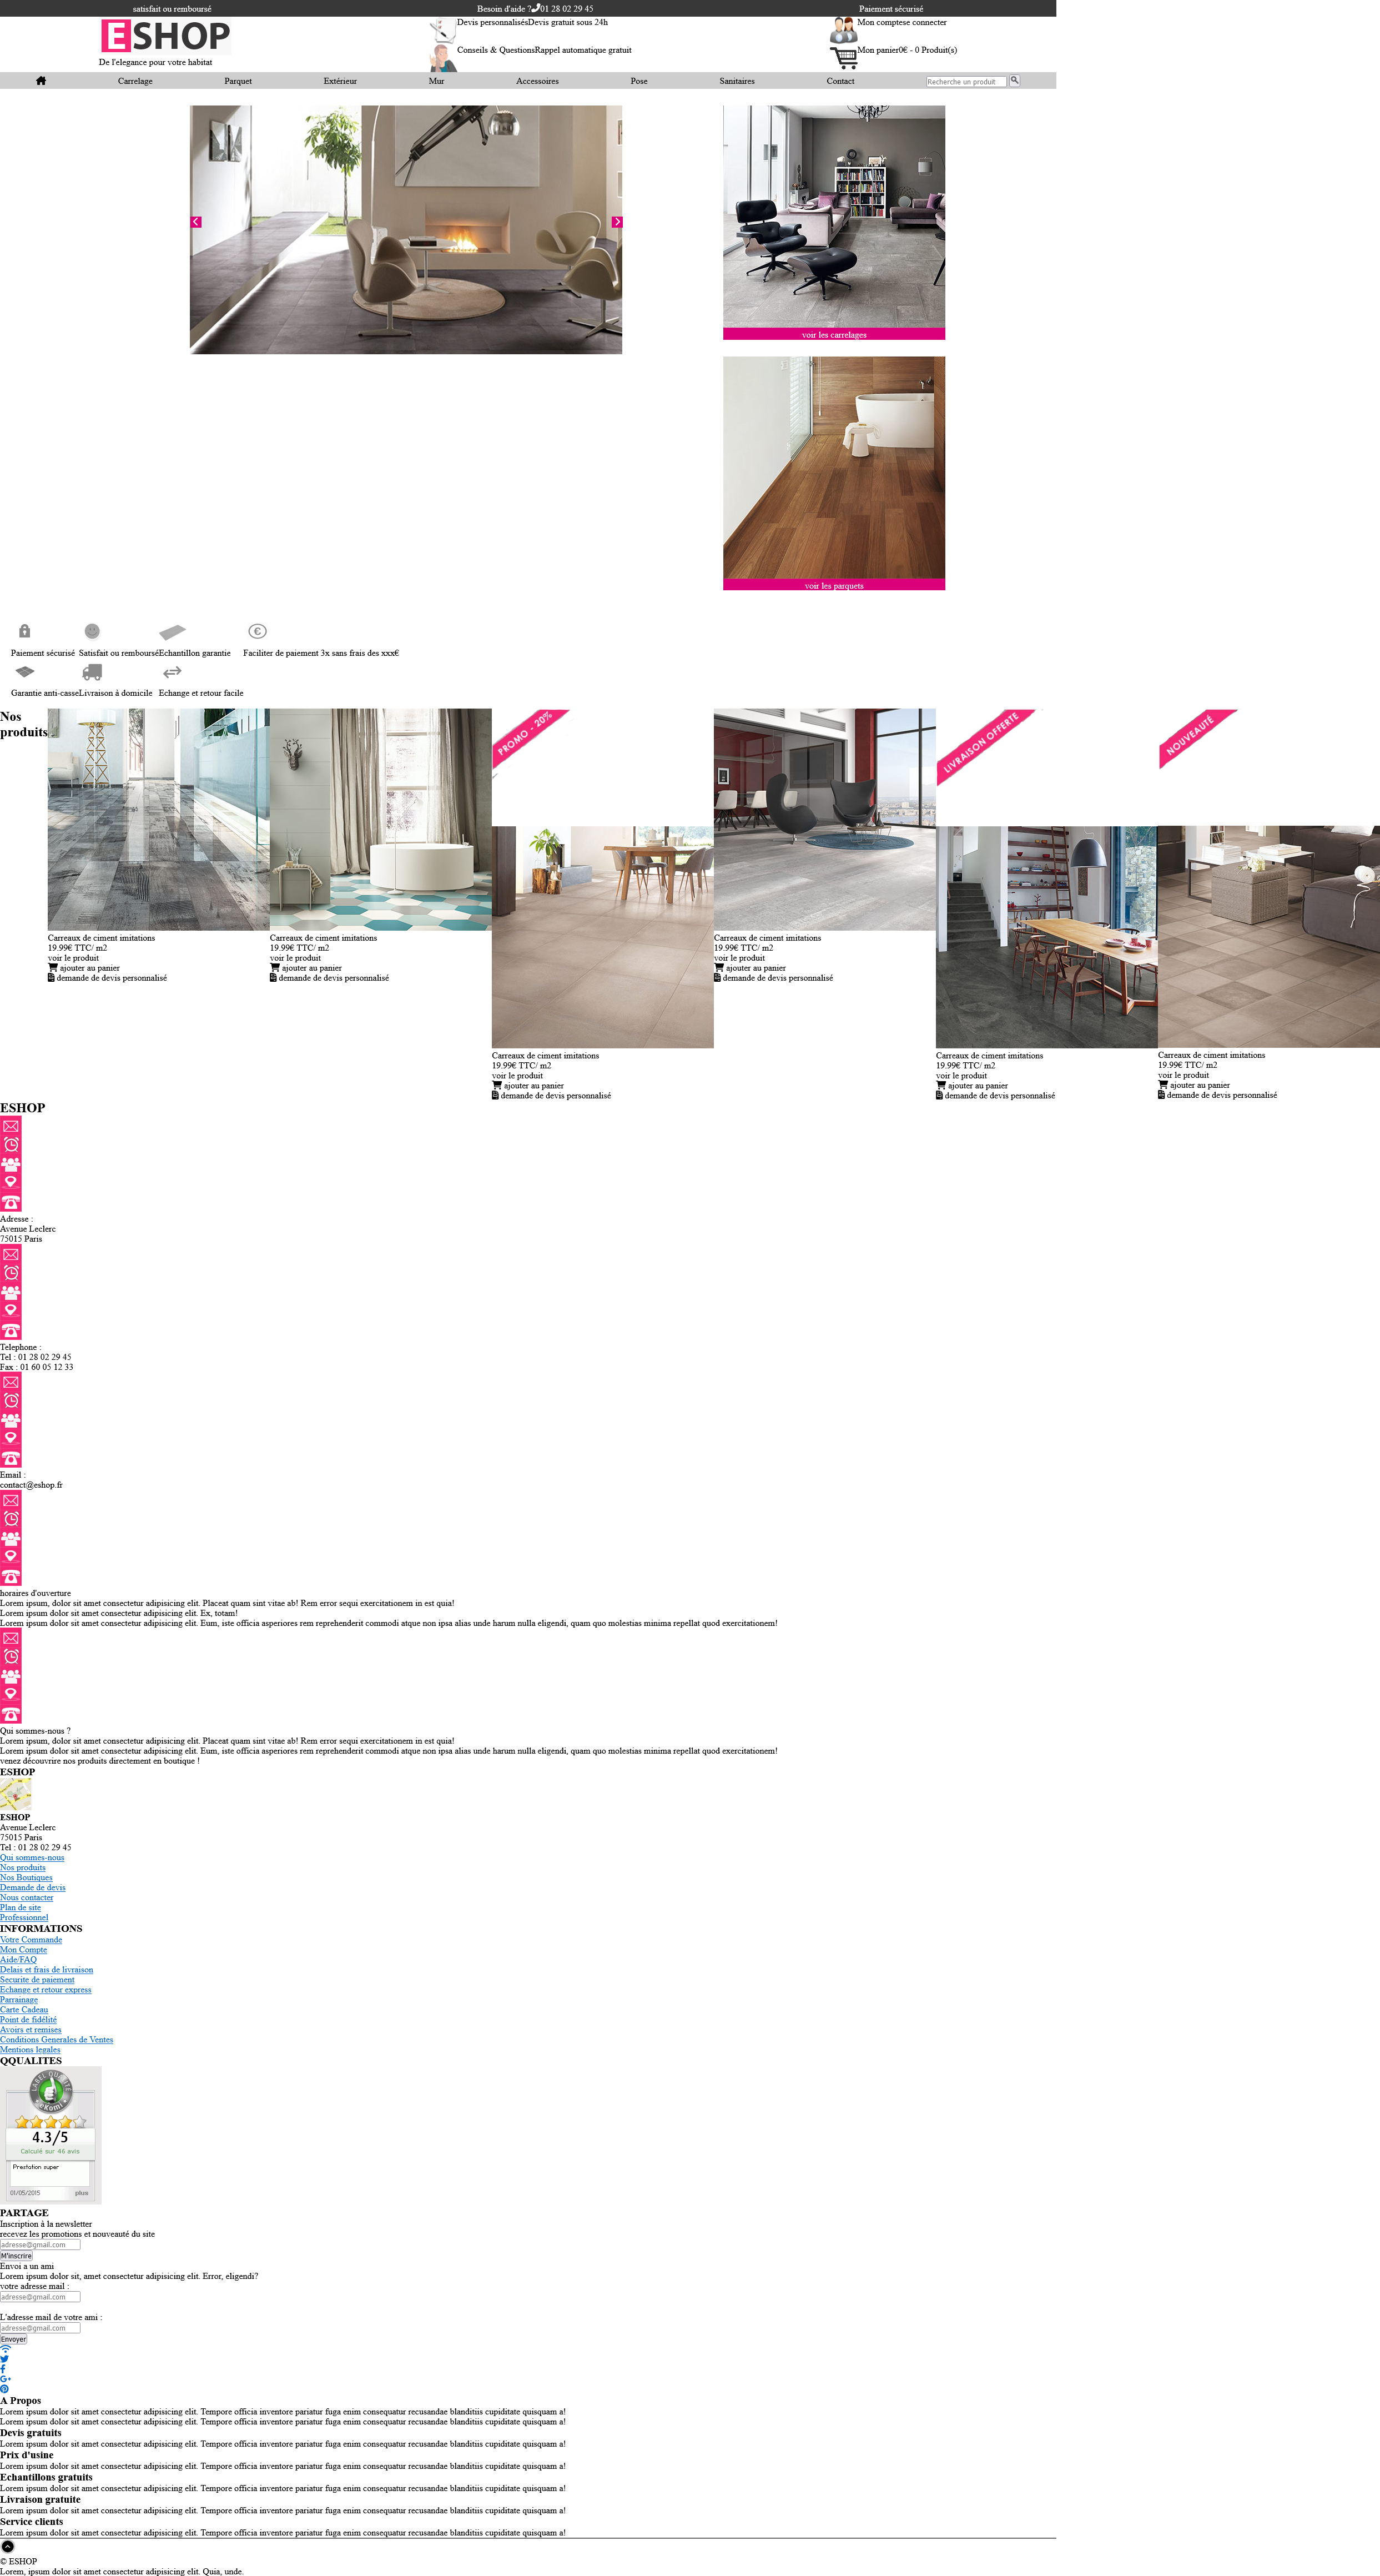 satisfait ou remboursé
Besoin d'aide ? 01 28 02 29 45
Paiement sécurisé
ESHOP
De l'elegance pour votre habitat
Devis personnalisésDevis gratuit sous 24h
Conseils & QuestionsRappel automatique gratuit
Mon comptese connecter
Mon panier0€ - 0 Produit(s)
Carrelage
Parquet
Extérieur
Mur
Accessoires
Pose
Sanitaires
Contact
Recherche un produit
voir les carrelages
voir les parquets
Paiement sécurisé
Satisfait ou remboursé
Echantillon garantie
Faciliter de paiement 3x sans frais des xxx€
Garantie anti-casse
Livraison à domicile
Echange et retour facile
Nos
produits
Carreaux de ciment imitations
19.99€ TTC/ m2
voir le produit
ajouter au panier
demande de devis personnalisé
Carreaux de ciment imitations
19.99€ TTC/ m2
voir le produit
ajouter au panier
demande de devis personnalisé
PROMO - 20%
Carreaux de ciment imitations
19.99€ TTC/ m2
voir le produit
ajouter au panier
demande de devis personnalisé
Carreaux de ciment imitations
19.99€ TTC/ m2
voir le produit
ajouter au panier
demande de devis personnalisé
LIVRAISON OFFERTE
Carreaux de ciment imitations
19.99€ TTC/ m2
voir le produit
ajouter au panier
demande de devis personnalisé
NOUVEAUTÉ
Carreaux de ciment imitations
19.99€ TTC/ m2
voir le produit
ajouter au panier
demande de devis personnalisé
ESHOP
Adresse :
Avenue Leclerc
75015 Paris
Telephone :
Tel : 01 28 02 29 45
Fax : 01 60 05 12 33
Email :
contact@eshop.fr
horaires d'ouverture
Lorem ipsum, dolor sit amet consectetur adipisicing elit. Placeat quam sint vitae ab! Rem error sequi exercitationem in est quia!
Lorem ipsum dolor sit amet consectetur adipisicing elit. Ex, totam!
Lorem ipsum dolor sit amet consectetur adipisicing elit. Eum, iste officia asperiores rem reprehenderit commodi atque non ipsa alias unde harum nulla eligendi, quam quo molestias minima repellat quod exercitationem!
Qui sommes-nous ?
Lorem ipsum, dolor sit amet consectetur adipisicing elit. Placeat quam sint vitae ab! Rem error sequi exercitationem in est quia!
Lorem ipsum dolor sit amet consectetur adipisicing elit. Eum, iste officia asperiores rem reprehenderit commodi atque non ipsa alias unde harum nulla eligendi, quam quo molestias minima repellat quod exercitationem!
venez découvrire nos produits directement en boutique !
ESHOP
ESHOP
Avenue Leclerc
75015 Paris
Tel : 01 28 02 29 45
Qui sommes-nous
Nos produits
Nos Boutiques
Demande de devis
Nous contacter
Plan de site
Professionnel
INFORMATIONS
Votre Commande
Mon Compte
Aide/FAQ
Delais et frais de livraison
Securite de paiement
Echange et retour express
Parrainage
Carte Cadeau
Point de fidélité
Avoirs et remises
Conditions Generales de Ventes
Mentions legales
QQUALITES
LABEL QUALITE
eKomi
4.3/5
Calculé sur 46 avis
Prestation super
01/05/2015 plus
PARTAGE
Inscription à la newsletter
recevez les promotions et nouveauté du site
adresse@gmail.com
M'inscrire
Envoi a un ami
Lorem ipsum dolor sit, amet consectetur adipisicing elit. Error, eligendi?
votre adresse mail :
adresse@gmail.com
L'adresse mail de votre ami :
adresse@gmail.com
Envoyer
A Propos
Lorem ipsum dolor sit amet consectetur adipisicing elit. Tempore officia inventore pariatur fuga enim consequatur recusandae blanditiis cupiditate quisquam a!
Lorem ipsum dolor sit amet consectetur adipisicing elit. Tempore officia inventore pariatur fuga enim consequatur recusandae blanditiis cupiditate quisquam a!
Devis gratuits
Lorem ipsum dolor sit amet consectetur adipisicing elit. Tempore officia inventore pariatur fuga enim consequatur recusandae blanditiis cupiditate quisquam a!
Prix d'usine
Lorem ipsum dolor sit amet consectetur adipisicing elit. Tempore officia inventore pariatur fuga enim consequatur recusandae blanditiis cupiditate quisquam a!
Echantillons gratuits
Lorem ipsum dolor sit amet consectetur adipisicing elit. Tempore officia inventore pariatur fuga enim consequatur recusandae blanditiis cupiditate quisquam a!
Livraison gratuite
Lorem ipsum dolor sit amet consectetur adipisicing elit. Tempore officia inventore pariatur fuga enim consequatur recusandae blanditiis cupiditate quisquam a!
Service clients
Lorem ipsum dolor sit amet consectetur adipisicing elit. Tempore officia inventore pariatur fuga enim consequatur recusandae blanditiis cupiditate quisquam a!
© ESHOP
Lorem, ipsum dolor sit amet consectetur adipisicing elit. Quia, unde.